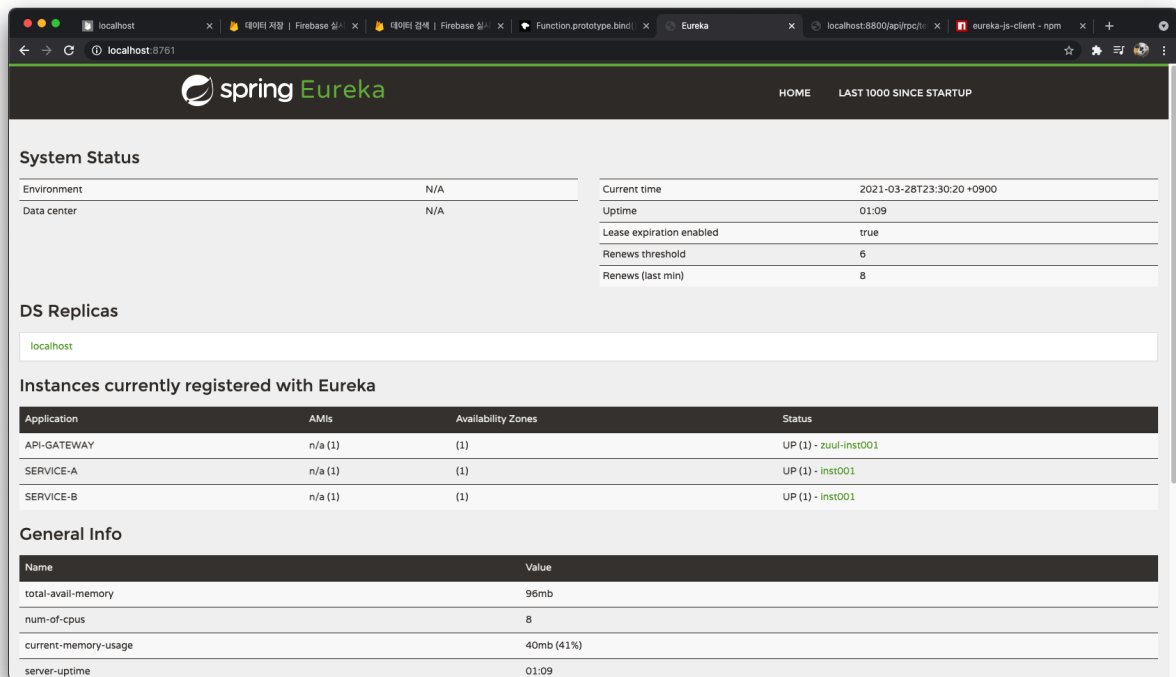 localhost
데이터 저장 | Firebase 실시
데이터 검색 | Firebase 실시
Function.prototype.bind(
Eureka
localhost:8800/api/rpc/te
eureka-js-client - npm
localhost:8761
spring Eureka
HOME LAST 1000 SINCE STARTUP
System Status
Environment N/A
Data center N/A
Current time 2021-03-28T23:30:20 +0900
Uptime 01:09
Lease expiration enabled true
Renews threshold 6
Renews (last min) 8
DS Replicas
localhost
Instances currently registered with Eureka
Application AMIs Availability Zones Status
API-GATEWAY n/a (1) (1) UP (1) - zuul-inst001
SERVICE-A n/a (1) (1) UP (1) - inst001
SERVICE-B n/a (1) (1) UP (1) - inst001
General Info
Name Value
total-avail-memory 96mb
num-of-cpus 8
current-memory-usage 40mb (41%)
server-uptime 01:09